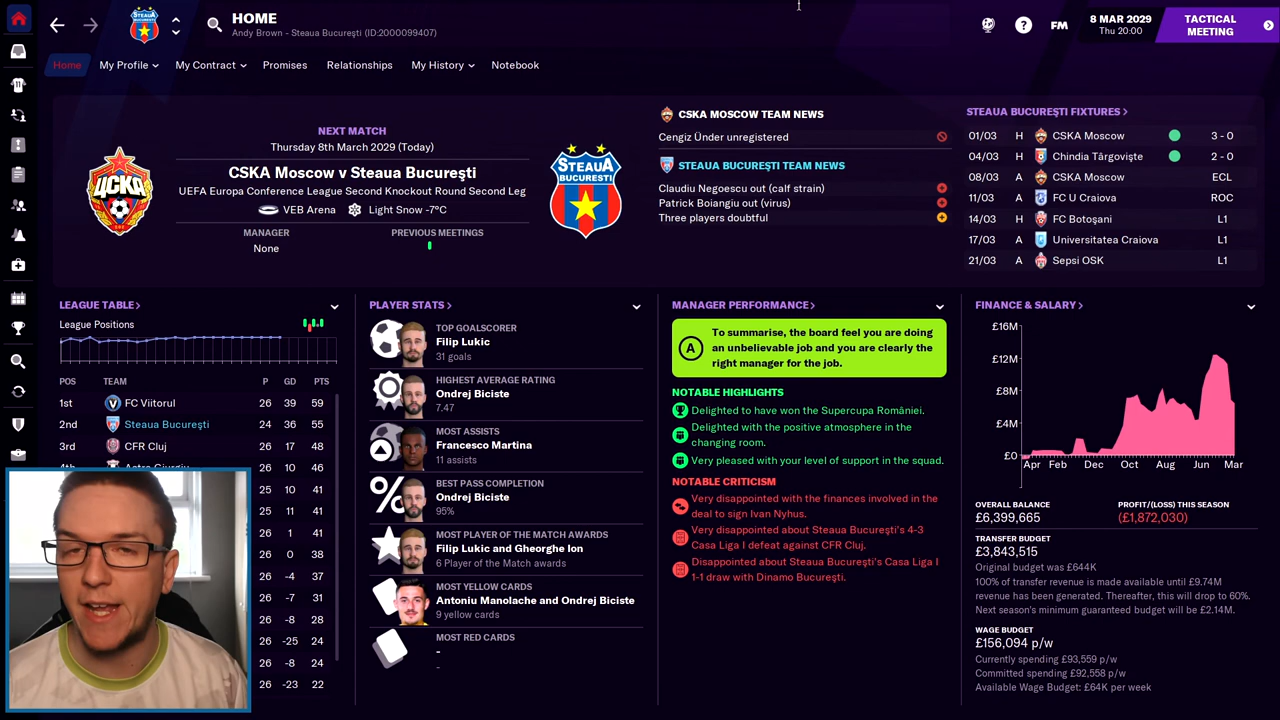 HOME
Andy Brown - Steaua Bucureşti (ID:2000099407)
FM
8 MAR 2029
Thu 20:00
TACTICAL
MEETING
Home
My Profile
My Contract
Promises
Relationships
My History
Notebook
NEXT MATCH
Thursday 8th March 2029 (Today)
CSKA Moscow v Steaua Bucureşti
UEFA Europa Conference League Second Knockout Round Second Leg
VEB Arena
Light Snow -7°C
MANAGER
None
PREVIOUS MEETINGS
CSKA MOSCOW TEAM NEWS
Cengiz Ünder unregistered
STEAUA BUCUREŞTI TEAM NEWS
Claudiu Negoescu out (calf strain)
Patrick Boiangiu out (virus)
Three players doubtful
STEAUA BUCUREŞTI FIXTURES
01/03 H CSKA Moscow 3 - 0
04/03 H Chindia Târgovişte 2 - 0
08/03 A CSKA Moscow ECL
11/03 A FC U Craiova ROC
14/03 H FC Botoşani L1
17/03 A Universitatea Craiova L1
21/03 A Sepsi OSK L1
LEAGUE TABLE
League Positions
POS TEAM P GD PTS
1st FC Viitorul 26 39 59
2nd Steaua Bucureşti 24 36 55
3rd CFR Cluj 26 17 48
4th Astra Giurgiu 26 10 46
25 10 41
25 11 41
26 1 41
26 0 38
26 -4 37
26 -7 31
26 -8 28
26 -25 24
26 -8 24
26 -23 22
PLAYER STATS
TOP GOALSCORER
Filip Lukic
31 goals
HIGHEST AVERAGE RATING
Ondrej Biciste
7.47
MOST ASSISTS
Francesco Martina
11 assists
BEST PASS COMPLETION
Ondrej Biciste
95%
MOST PLAYER OF THE MATCH AWARDS
Filip Lukic and Gheorghe Ion
6 Player of the Match awards
MOST YELLOW CARDS
Antoniu Manolache and Ondrej Biciste
9 yellow cards
MOST RED CARDS
-
-
MANAGER PERFORMANCE
A
To summarise, the board feel you are doing
an unbelievable job and you are clearly the
right manager for the job.
NOTABLE HIGHLIGHTS
Delighted to have won the Supercupa României.
Delighted with the positive atmosphere in the
changing room.
Very pleased with your level of support in the squad.
NOTABLE CRITICISM
Very disappointed with the finances involved in the
deal to sign Ivan Nyhus.
Very disappointed about Steaua Bucureşti's 4-3
Casa Liga I defeat against CFR Cluj.
Disappointed about Steaua Bucureşti's Casa Liga I
1-1 draw with Dinamo Bucureşti.
FINANCE & SALARY
£16M
£12M
£8M
£4M
£0
Apr Feb Dec Oct Aug Jun Mar
OVERALL BALANCE
£6,399,665
PROFIT/(LOSS) THIS SEASON
(£1,872,030)
TRANSFER BUDGET
£3,843,515
Original budget was £644K
100% of transfer revenue is made available until £9.74M
revenue has been generated. Thereafter, this will drop to 60%.
Next season's minimum guaranteed budget will be £2.14M.
WAGE BUDGET
£156,094 p/w
Currently spending £93,559 p/w
Committed spending £92,558 p/w
Available Wage Budget: £64K per week